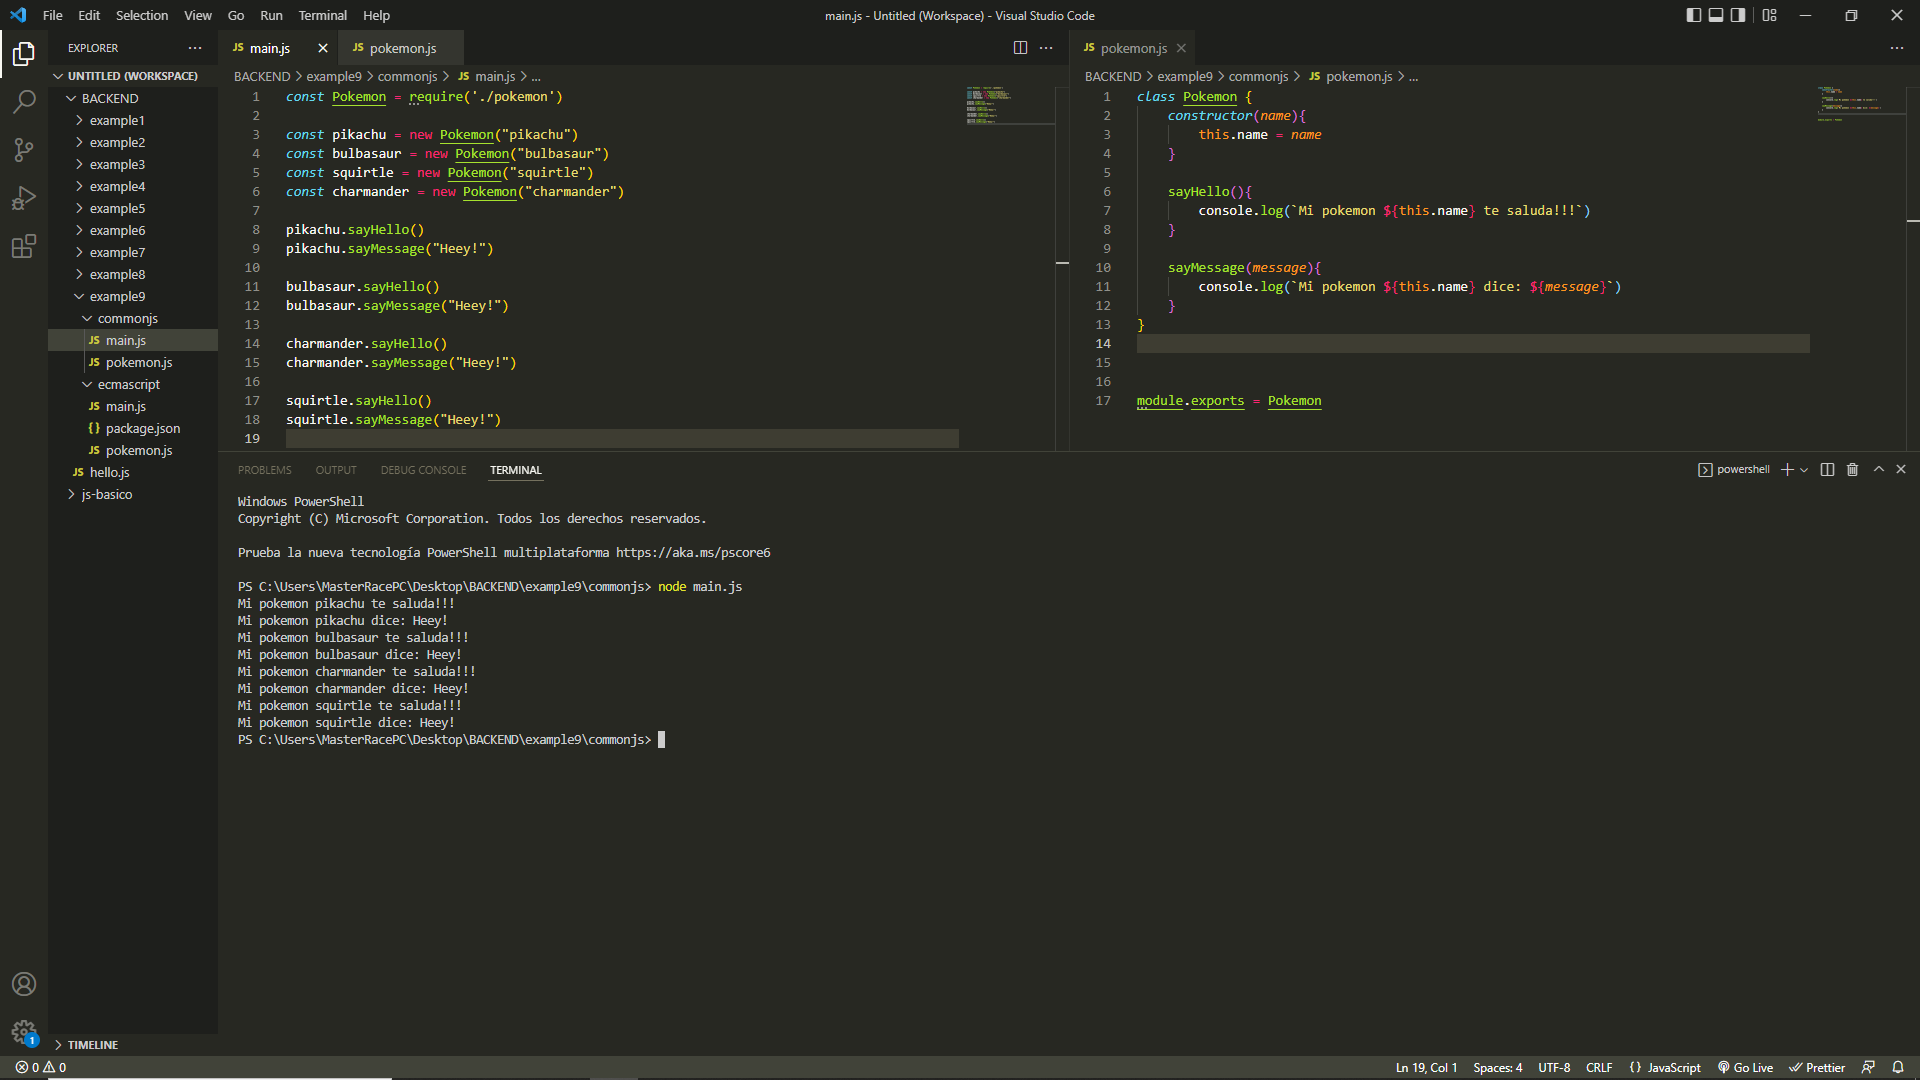 File Edit Selection View Go Run Terminal Help
main.js - Untitled (Workspace) - Visual Studio Code
EXPLORER
UNTITLED (WORKSPACE)
BACKEND
example1
example2
example3
example4
example5
example6
example7
example8
example9
commonjs
JS main.js
JS pokemon.js
ecmascript
JS main.js
{} package.json
JS pokemon.js
JS hello.js
js-basico
TIMELINE
JS main.js
JS pokemon.js
BACKEND > example9 > commonjs > JS main.js > ...
1 const Pokemon = require('./pokemon')
2
3 const pikachu = new Pokemon("pikachu")
4 const bulbasaur = new Pokemon("bulbasaur")
5 const squirtle = new Pokemon("squirtle")
6 const charmander = new Pokemon("charmander")
7
8 pikachu.sayHello()
9 pikachu.sayMessage("Heey!")
10
11 bulbasaur.sayHello()
12 bulbasaur.sayMessage("Heey!")
13
14 charmander.sayHello()
15 charmander.sayMessage("Heey!")
16
17 squirtle.sayHello()
18 squirtle.sayMessage("Heey!")
19
JS pokemon.js
BACKEND > example9 > commonjs > JS pokemon.js > ...
1 class Pokemon {
2 constructor(name){
3 this.name = name
4 }
5
6 sayHello(){
7 console.log(`Mi pokemon ${this.name} te saluda!!!`)
8 }
9
10 sayMessage(message){
11 console.log(`Mi pokemon ${this.name} dice: ${message}`)
12 }
13 }
14
15
16
17 module.exports = Pokemon
PROBLEMS OUTPUT DEBUG CONSOLE TERMINAL
powershell
Windows PowerShell
Copyright (C) Microsoft Corporation. Todos los derechos reservados.
Prueba la nueva tecnología PowerShell multiplataforma https://aka.ms/pscore6
PS C:\Users\MasterRacePC\Desktop\BACKEND\example9\commonjs> node main.js
Mi pokemon pikachu te saluda!!!
Mi pokemon pikachu dice: Heey!
Mi pokemon bulbasaur te saluda!!!
Mi pokemon bulbasaur dice: Heey!
Mi pokemon charmander te saluda!!!
Mi pokemon charmander dice: Heey!
Mi pokemon squirtle te saluda!!!
Mi pokemon squirtle dice: Heey!
PS C:\Users\MasterRacePC\Desktop\BACKEND\example9\commonjs>
1
0 0
Ln 19, Col 1 Spaces: 4 UTF-8 CRLF {} JavaScript Go Live Prettier